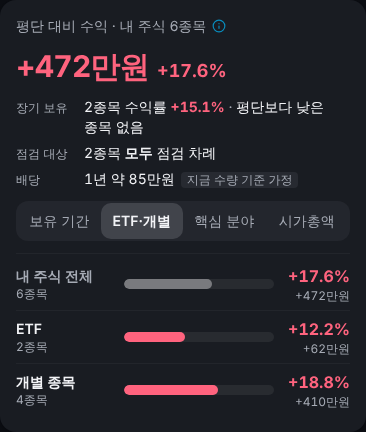 평단 대비 수익 · 내 주식 6종목
+472만원 +17.6%
장기 보유 2종목 수익률 +15.1% · 평단보다 낮은
종목 없음
점검 대상 2종목 모두 점검 차례
배당 1년 약 85만원 지금 수량 기준 가정
보유 기간 ETF·개별 핵심 분야 시가총액
내 주식 전체 +17.6%
6종목 +472만원
ETF +12.2%
2종목 +62만원
개별 종목 +18.8%
4종목 +410만원